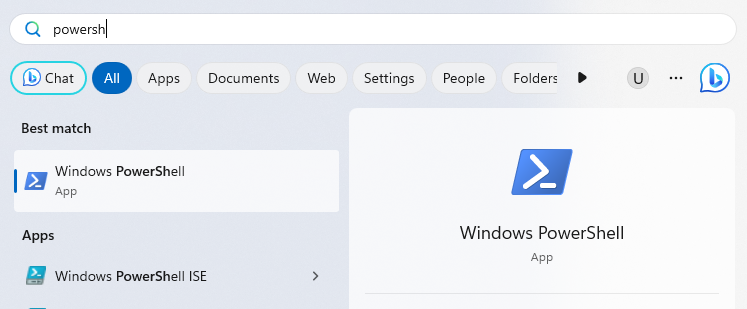 powersh
Chat All Apps Documents Web Settings People Folders U ...
Best match
Windows PowerShell
App
Apps
Windows PowerShell ISE
Windows PowerShell
App